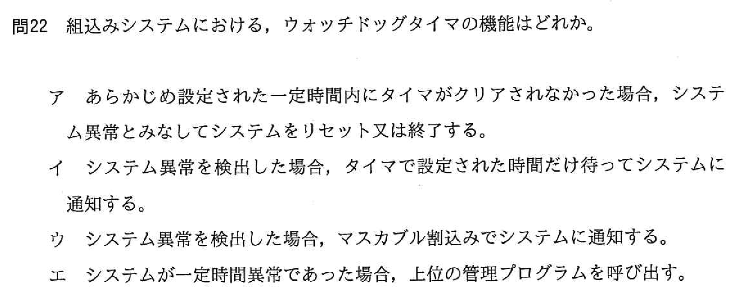 問22 組込みシステムにおける，ウォッチドッグタイマの機能はどれか。
ア あらかじめ設定された一定時間内にタイマがクリアされなかった場合，システ
ム異常とみなしてシステムをリセット又は終了する。
イ システム異常を検出した場合，タイマで設定された時間だけ待ってシステムに
通知する。
ウ システム異常を検出した場合，マスカブル割込みでシステムに通知する。
エ システムが一定時間異常であった場合，上位の管理プログラムを呼び出す。